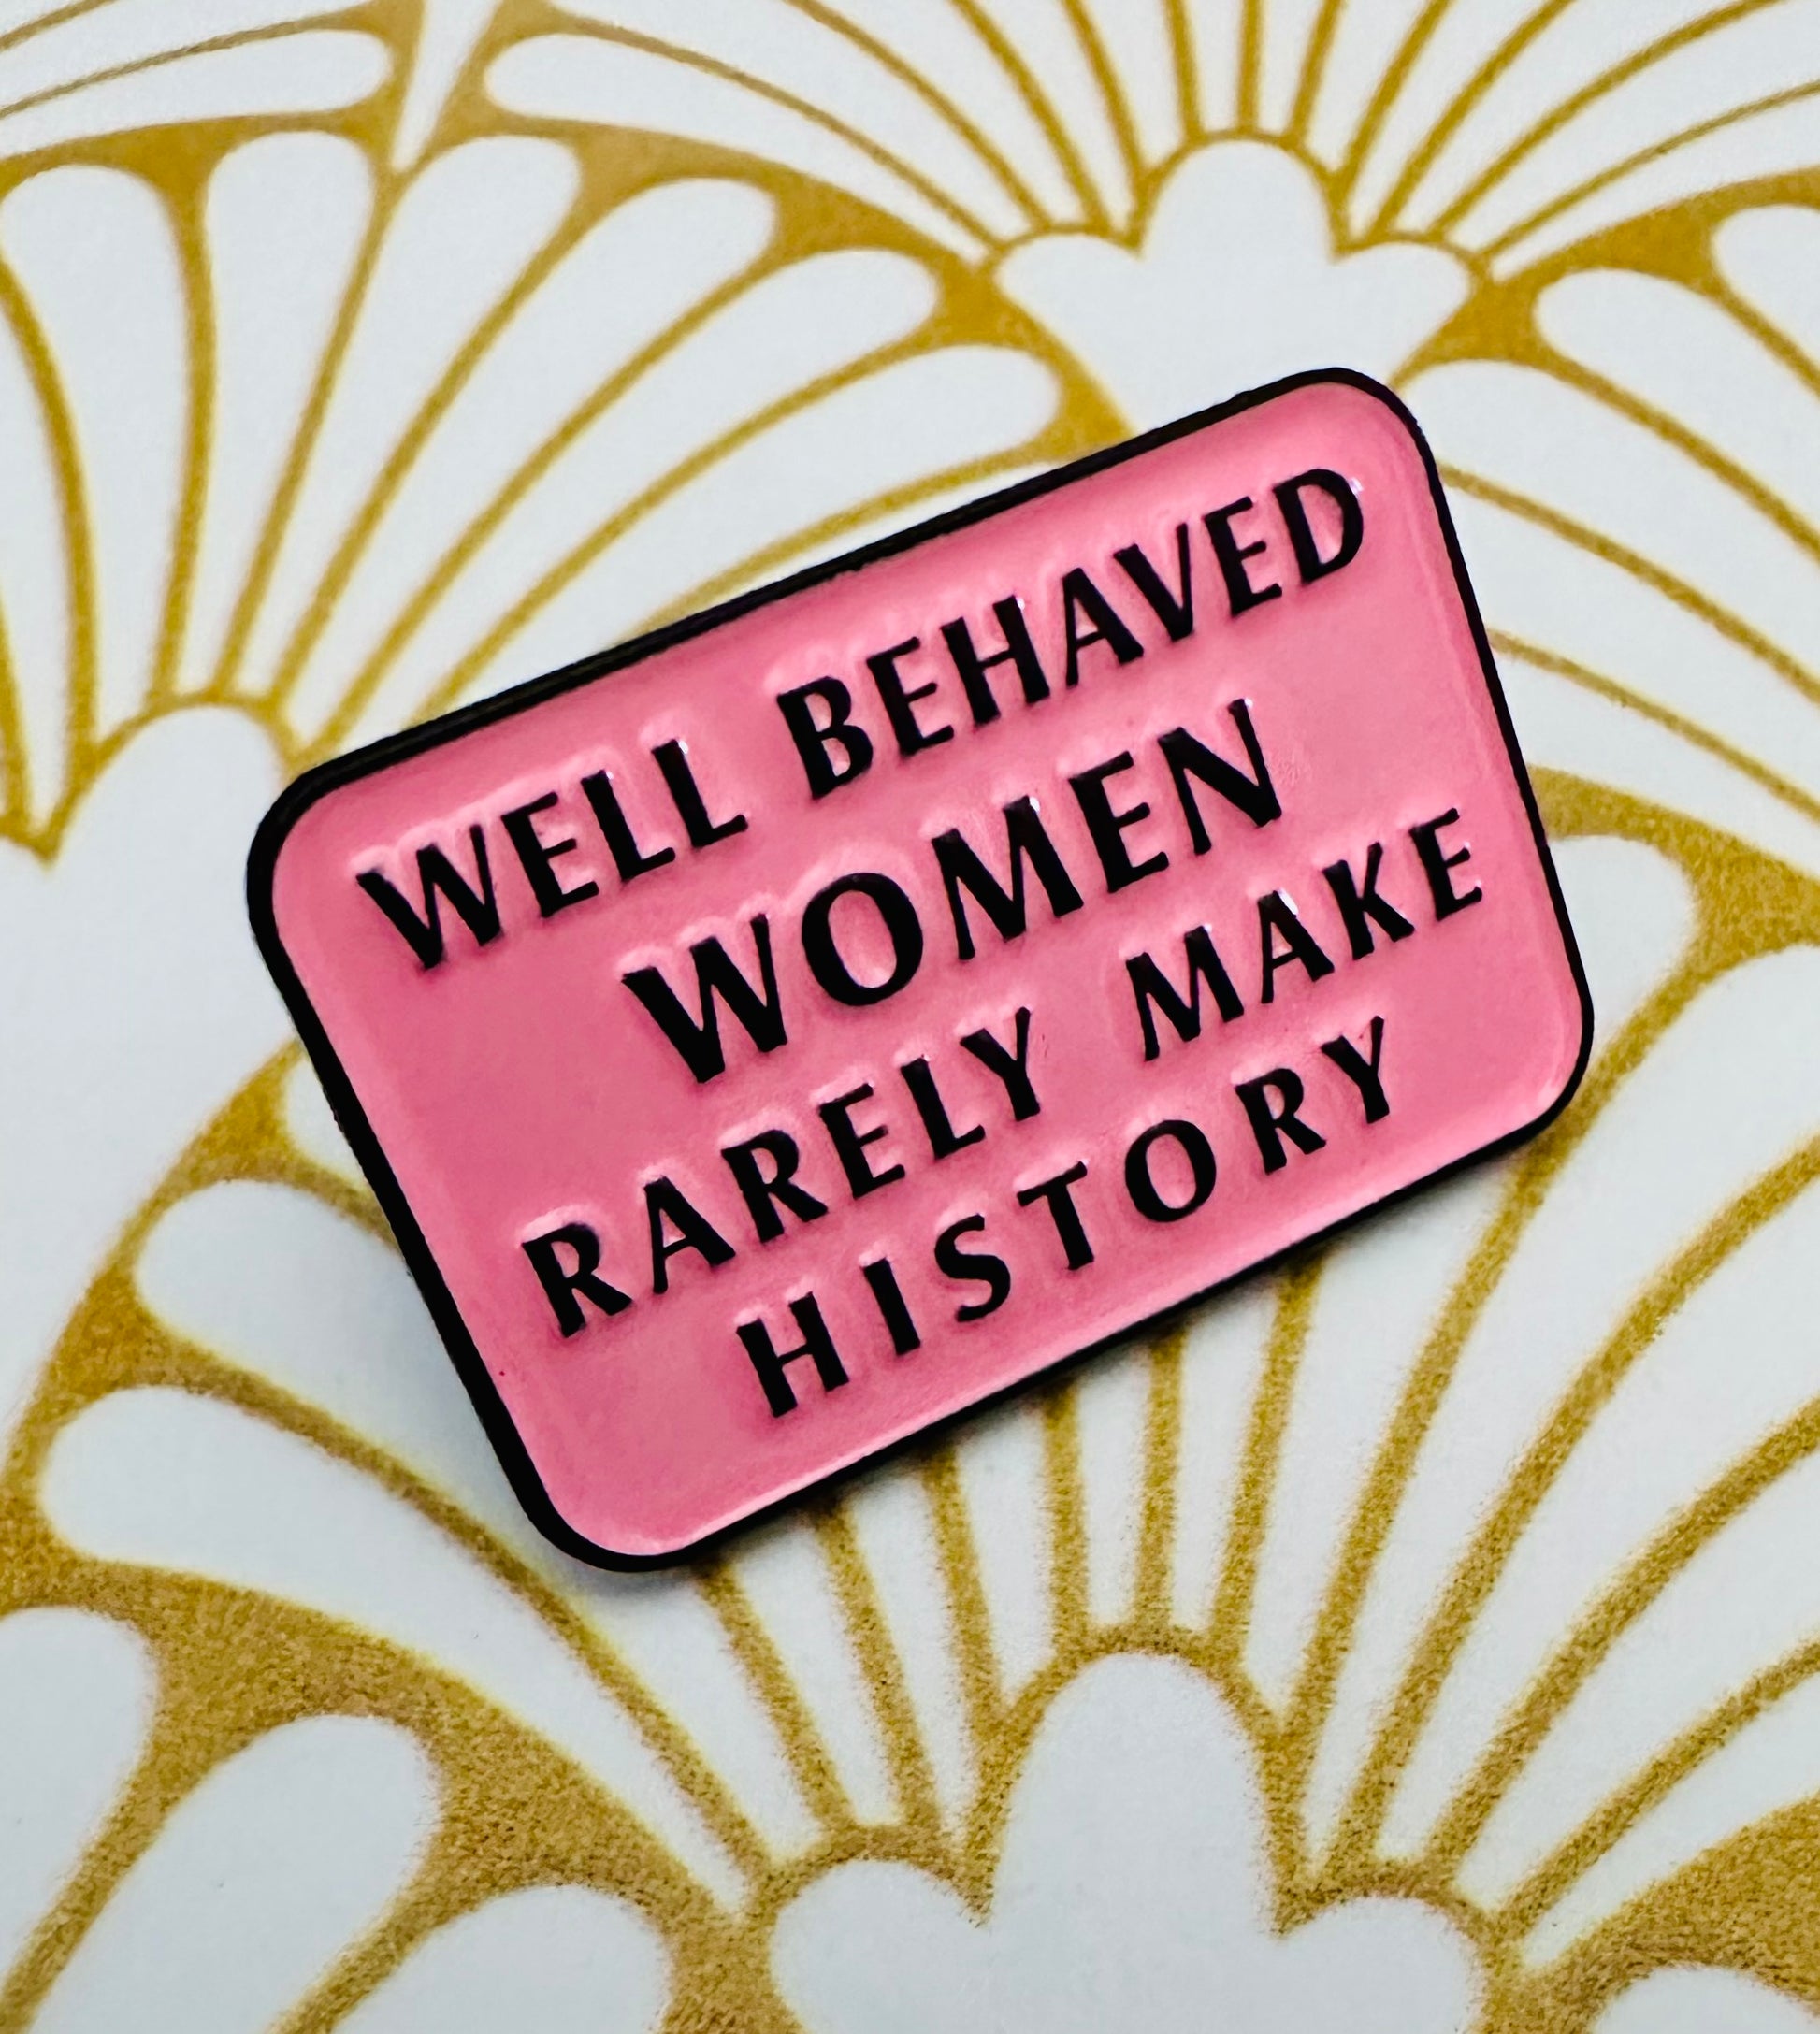 WELL BEHAVED
WOMEN
RARELY MAKE
HISTORY